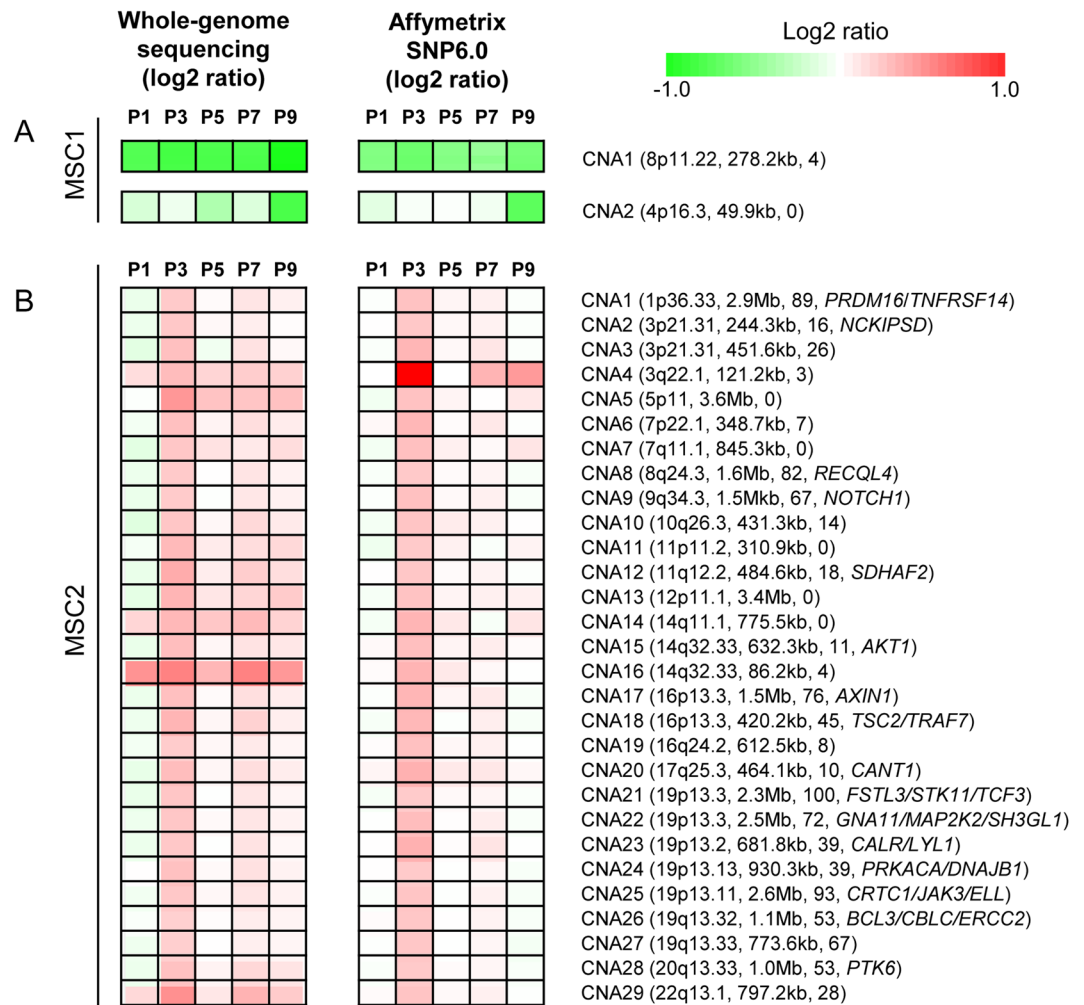 Whole-genome
sequencing
(log2 ratio)
Affymetrix
SNP6.0
(log2 ratio)
Log2 ratio
-1.0 1.0
P1 P3 P5 P7 P9 P1 P3 P5 P7 P9
A
MSC1
CNA1 (8p11.22, 278.2kb, 4)
CNA2 (4p16.3, 49.9kb, 0)
P1 P3 P5 P7 P9 P1 P3 P5 P7 P9
B
MSC2
CNA1 (1p36.33, 2.9Mb, 89, PRDM16/TNFRSF14)
CNA2 (3p21.31, 244.3kb, 16, NCKIPSD)
CNA3 (3p21.31, 451.6kb, 26)
CNA4 (3q22.1, 121.2kb, 3)
CNA5 (5p11, 3.6Mb, 0)
CNA6 (7p22.1, 348.7kb, 7)
CNA7 (7q11.1, 845.3kb, 0)
CNA8 (8q24.3, 1.6Mb, 82, RECQL4)
CNA9 (9q34.3, 1.5Mkb, 67, NOTCH1)
CNA10 (10q26.3, 431.3kb, 14)
CNA11 (11p11.2, 310.9kb, 0)
CNA12 (11q12.2, 484.6kb, 18, SDHAF2)
CNA13 (12p11.1, 3.4Mb, 0)
CNA14 (14q11.1, 775.5kb, 0)
CNA15 (14q32.33, 632.3kb, 11, AKT1)
CNA16 (14q32.33, 86.2kb, 4)
CNA17 (16p13.3, 1.5Mb, 76, AXIN1)
CNA18 (16p13.3, 420.2kb, 45, TSC2/TRAF7)
CNA19 (16q24.2, 612.5kb, 8)
CNA20 (17q25.3, 464.1kb, 10, CANT1)
CNA21 (19p13.3, 2.3Mb, 100, FSTL3/STK11/TCF3)
CNA22 (19p13.3, 2.5Mb, 72, GNA11/MAP2K2/SH3GL1)
CNA23 (19p13.2, 681.8kb, 39, CALR/LYL1)
CNA24 (19p13.13, 930.3kb, 39, PRKACA/DNAJB1)
CNA25 (19p13.11, 2.6Mb, 93, CRTC1/JAK3/ELL)
CNA26 (19q13.32, 1.1Mb, 53, BCL3/CBLC/ERCC2)
CNA27 (19q13.33, 773.6kb, 67)
CNA28 (20q13.33, 1.0Mb, 53, PTK6)
CNA29 (22q13.1, 797.2kb, 28)